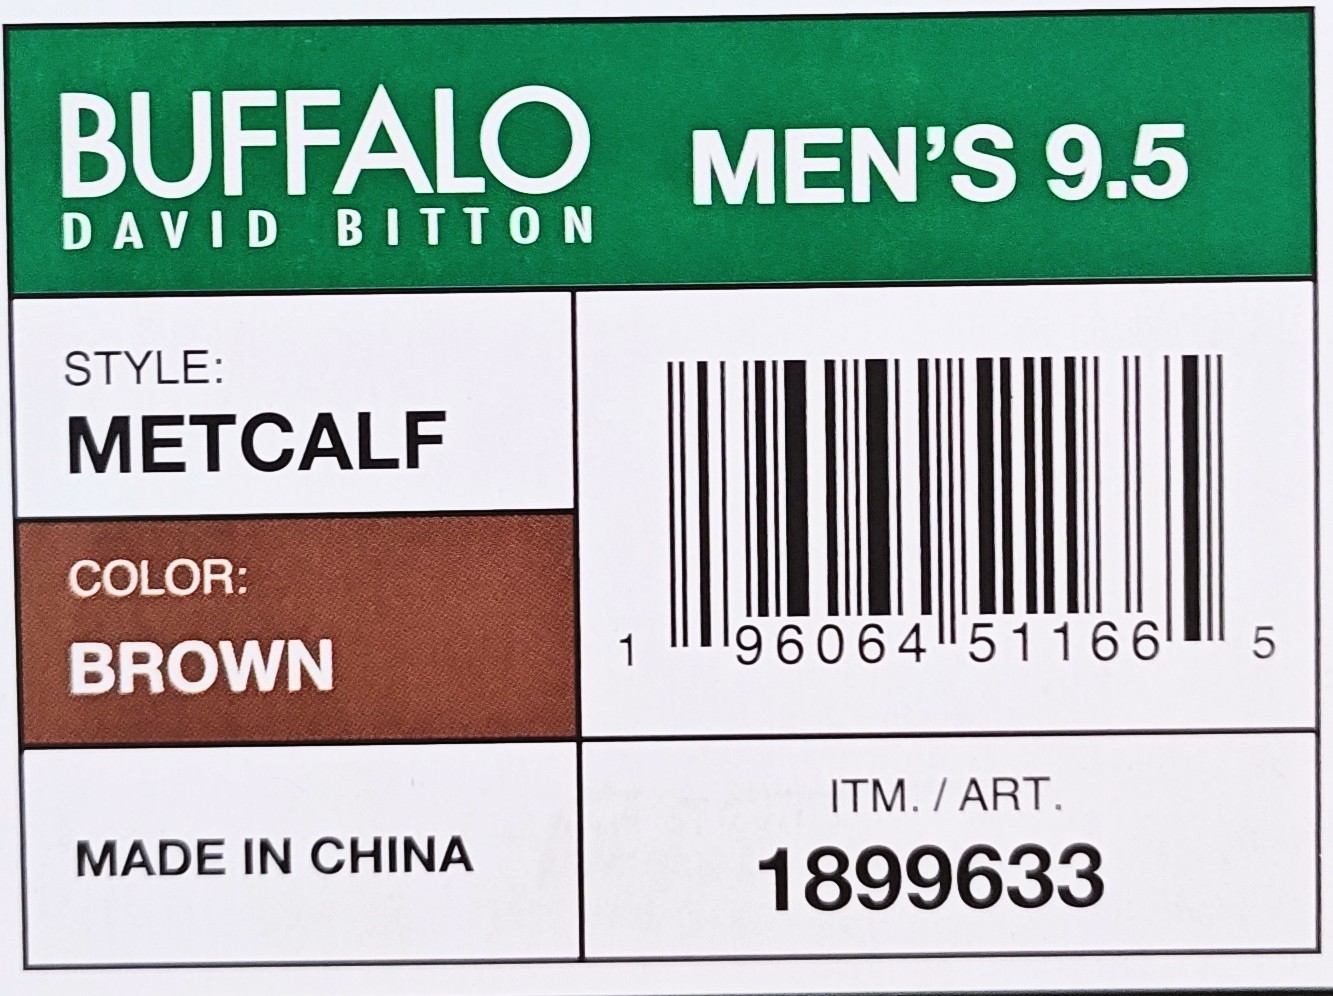 BUFFALO
DAVID BITTON
MEN'S 9.5
STYLE:
METCALF
COLOR:
BROWN
1 96064 51166 5
MADE IN CHINA
ITM. / ART.
1899633